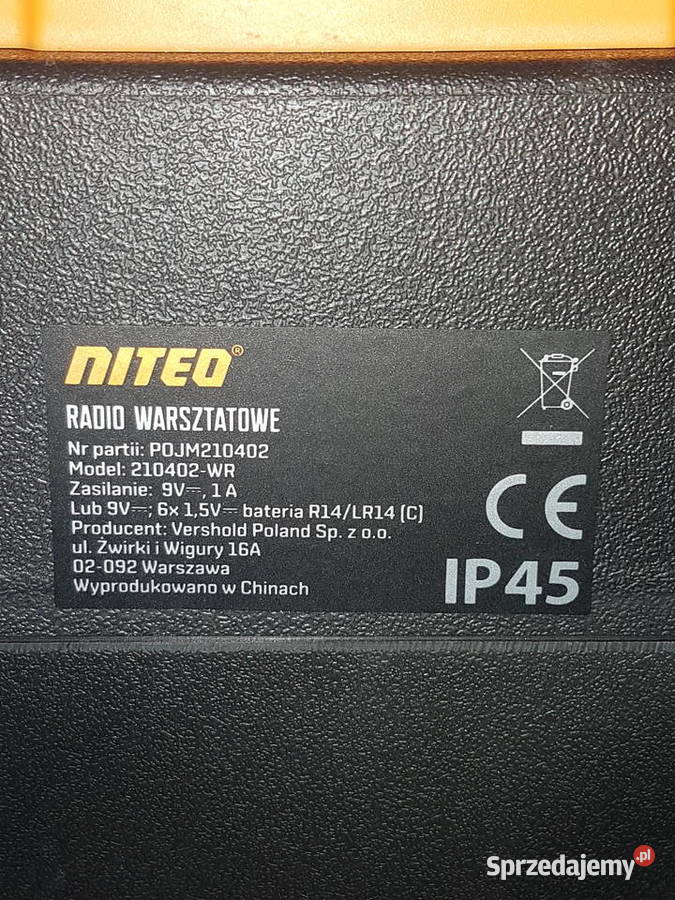 NITEO®
RADIO WARSZTATOWE
Nr partii: POJM210402
Model: 210402-WR
Zasilanie: 9V⎓, 1 A
Lub 9V⎓; 6x 1,5V⎓ bateria R14/LR14 (C)
Producent: Vershold Poland Sp. z o.o.
ul. Żwirki i Wigury 16A
02-092 Warszawa
Wyprodukowano w Chinach
CE
IP45
Sprzedajemy.pl